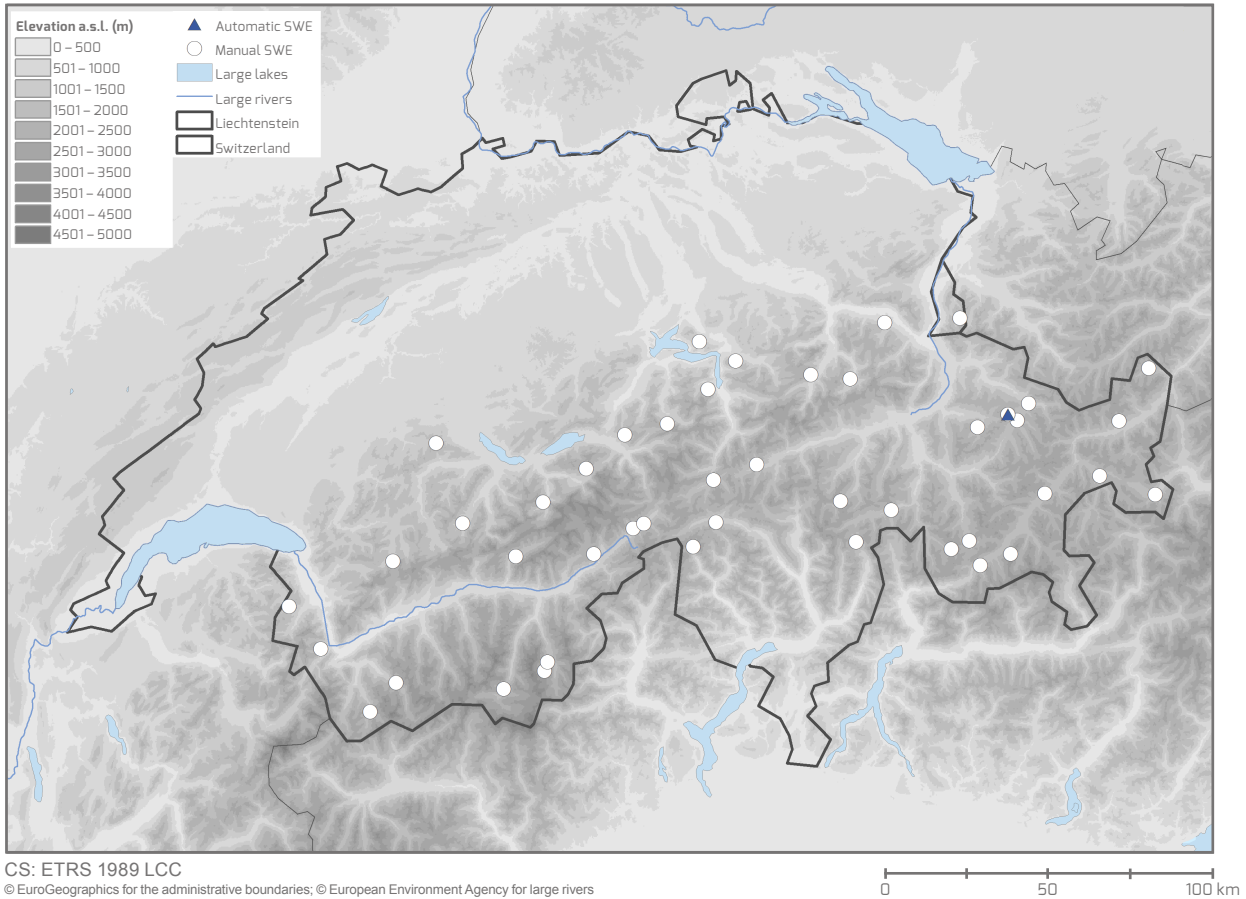 Elevation a.s.l. (m)
0 – 500
501 – 1000
1001 – 1500
1501 – 2000
2001 – 2500
2501 – 3000
3001 – 3500
3501 – 4000
4001 – 4500
4501 – 5000
Automatic SWE
Manual SWE
Large lakes
Large rivers
Liechtenstein
Switzerland
CS: ETRS 1989 LCC
© EuroGeographics for the administrative boundaries; © European Environment Agency for large rivers
0 50 100 km